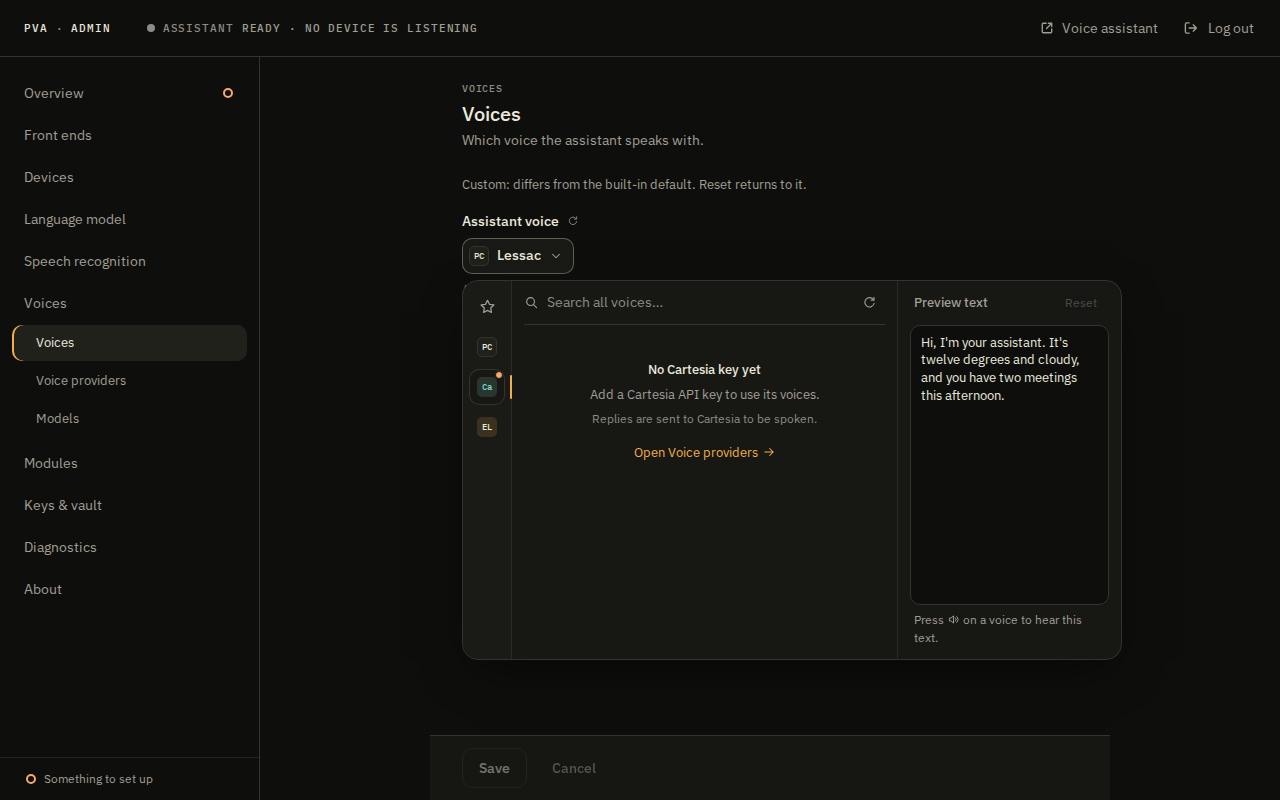 PVA · ADMIN
ASSISTANT READY · NO DEVICE IS LISTENING
Voice assistant
Log out
Overview
Front ends
Devices
Language model
Speech recognition
Voices
Voices
Voice providers
Models
Modules
Keys & vault
Diagnostics
About
Something to set up
VOICES
Voices
Which voice the assistant speaks with.
Custom: differs from the built-in default. Reset returns to it.
Assistant voice
PC Lessac
Search all voices...
PC
Ca
EL
No Cartesia key yet
Add a Cartesia API key to use its voices.
Replies are sent to Cartesia to be spoken.
Open Voice providers →
Preview text
Reset
Hi, I'm your assistant. It's
twelve degrees and cloudy,
and you have two meetings
this afternoon.
Press on a voice to hear this
text.
Save
Cancel